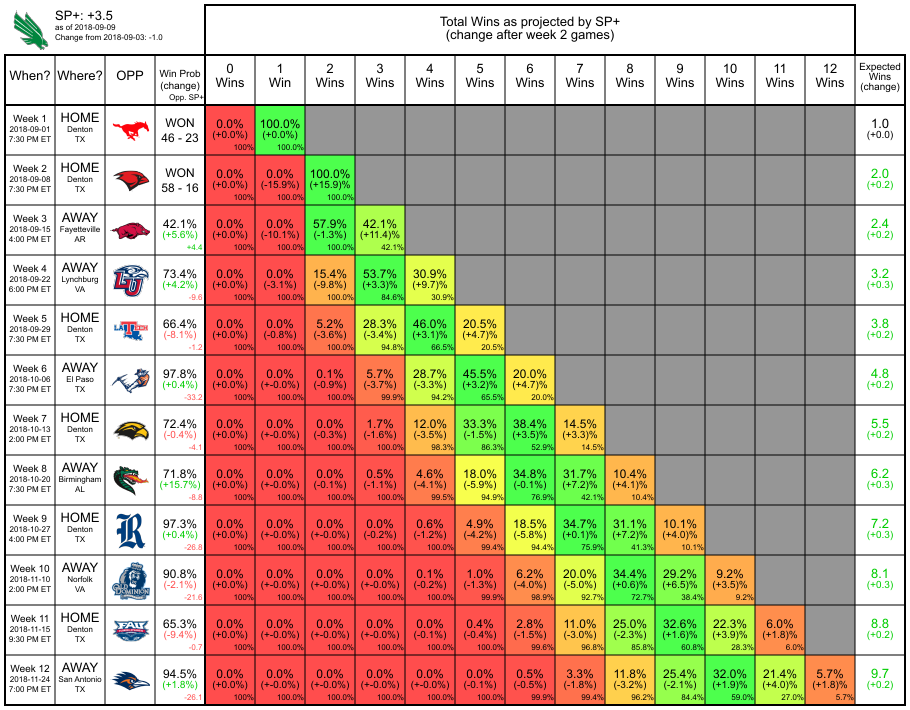 SP+: +3.5
as of 2018-09-09
Change from 2018-09-03: -1.0
Total Wins as projected by SP+
(change after week 2 games)
When? Where? OPP Win Prob (change) Opp. SP+ 0 Wins 1 Win 2 Wins 3 Wins 4 Wins 5 Wins 6 Wins 7 Wins 8 Wins 9 Wins 10 Wins 11 Wins 12 Wins Expected Wins (change)
Week 1 HOME WON 0.0% 100.0% 1.0
2018-09-01 Denton 46 - 23 (+0.0%) (+0.0%) (+0.0)
7:30 PM ET TX 100% 100.0%
Week 2 HOME WON 0.0% 0.0% 100.0% 2.0
2018-09-08 Denton 58 - 16 (+0.0%) (-15.9%) (+15.9)% (+0.2)
7:30 PM ET TX 100% 100.0% 100.0%
Week 3 AWAY 42.1% 0.0% 0.0% 57.9% 42.1% 2.4
2018-09-15 Fayetteville (+5.6%) (+0.0%) (-10.1%) (-1.3%) (+11.4)% (+0.2)
4:00 PM ET AR +4.4 100% 100.0% 100.0% 42.1%
Week 4 AWAY LU 73.4% 0.0% 0.0% 15.4% 53.7% 30.9% 3.2
2018-09-22 Lynchburg (+4.2%) (+0.0%) (-3.1%) (-9.8%) (+3.3)% (+9.7)% (+0.3)
6:00 PM ET VA -9.6 100% 100.0% 100.0% 84.6% 30.9%
Week 5 HOME LA TECH 66.4% 0.0% 0.0% 5.2% 28.3% 46.0% 20.5% 3.8
2018-09-29 Denton (-8.1%) (+0.0%) (-0.8%) (-3.6%) (-3.4%) (+3.1)% (+4.7)% (+0.2)
7:30 PM ET TX -1.2 100% 100.0% 100.0% 94.8% 66.5% 20.5%
Week 6 AWAY 97.8% 0.0% 0.0% 0.1% 5.7% 28.7% 45.5% 20.0% 4.8
2018-10-06 El Paso (+0.4%) (+0.0%) (+-0.0%) (-0.9%) (-3.7%) (-3.3%) (+3.2)% (+4.7)% (+0.2)
7:30 PM ET TX -33.2 100% 100.0% 100.0% 99.9% 94.2% 65.5% 20.0%
Week 7 HOME 72.4% 0.0% 0.0% 0.0% 1.7% 12.0% 33.3% 38.4% 14.5% 5.5
2018-10-13 Denton (-0.4%) (+0.0%) (+-0.0%) (-0.3%) (-1.6%) (-3.5%) (-1.5%) (+3.5)% (+3.3)% (+0.2)
2:00 PM ET TX -4.1 100% 100.0% 100.0% 100.0% 98.3% 86.3% 52.9% 14.5%
Week 8 AWAY 71.8% 0.0% 0.0% 0.0% 0.5% 4.6% 18.0% 34.8% 31.7% 10.4% 6.2
2018-10-20 Birmingham (+15.7%) (+0.0%) (+-0.0%) (-0.1%) (-1.1%) (-4.1%) (-5.9%) (-0.1%) (+7.2)% (+4.1)% (+0.3)
7:30 PM ET AL -8.8 100% 100.0% 100.0% 100.0% 99.5% 94.9% 76.9% 42.1% 10.4%
Week 9 HOME R 97.3% 0.0% 0.0% 0.0% 0.0% 0.6% 4.9% 18.5% 34.7% 31.1% 10.1% 7.2
2018-10-27 Denton (+0.4%) (+0.0%) (+-0.0%) (+-0.0%) (-0.2%) (-1.2%) (-4.2%) (-5.8%) (+0.1)% (+7.2)% (+4.0)% (+0.3)
4:00 PM ET TX -26.8 100% 100.0% 100.0% 100.0% 100.0% 99.4% 94.4% 75.9% 41.3% 10.1%
Week 10 AWAY OLD DOMINION 90.8% 0.0% 0.0% 0.0% 0.0% 0.1% 1.0% 6.2% 20.0% 34.4% 29.2% 9.2% 8.1
2018-11-10 Norfolk (-2.1%) (+0.0%) (+-0.0%) (+-0.0%) (+-0.0%) (-0.2%) (-1.3%) (-4.0%) (-5.0%) (+0.6)% (+6.5)% (+3.5)% (+0.3)
2:00 PM ET VA -21.6 100% 100.0% 100.0% 100.0% 100.0% 99.9% 98.9% 92.7% 72.7% 38.4% 9.2%
Week 11 HOME FAU 65.3% 0.0% 0.0% 0.0% 0.0% 0.0% 0.4% 2.8% 11.0% 25.0% 32.6% 22.3% 6.0% 8.8
2018-11-15 Denton (-9.4%) (+0.0%) (+-0.0%) (+-0.0%) (+-0.0%) (-0.1%) (-0.4%) (-1.5%) (-3.0%) (-2.3%) (+1.6)% (+3.9)% (+1.8)% (+0.2)
9:30 PM ET TX -0.7 100% 100.0% 100.0% 100.0% 100.0% 100.0% 99.6% 96.8% 85.8% 60.8% 28.3% 6.0%
Week 12 AWAY 94.5% 0.0% 0.0% 0.0% 0.0% 0.0% 0.0% 0.5% 3.3% 11.8% 25.4% 32.0% 21.4% 5.7% 9.7
2018-11-24 San Antonio (+1.8%) (+0.0%) (+-0.0%) (+-0.0%) (+-0.0%) (+-0.0%) (-0.1%) (-0.5%) (-1.8%) (-3.2%) (-2.1%) (+1.9)% (+4.0)% (+1.8)% (+0.2)
7:00 PM ET TX -26.1 100% 100.0% 100.0% 100.0% 100.0% 100.0% 99.9% 99.4% 96.2% 84.4% 59.0% 27.0% 5.7%